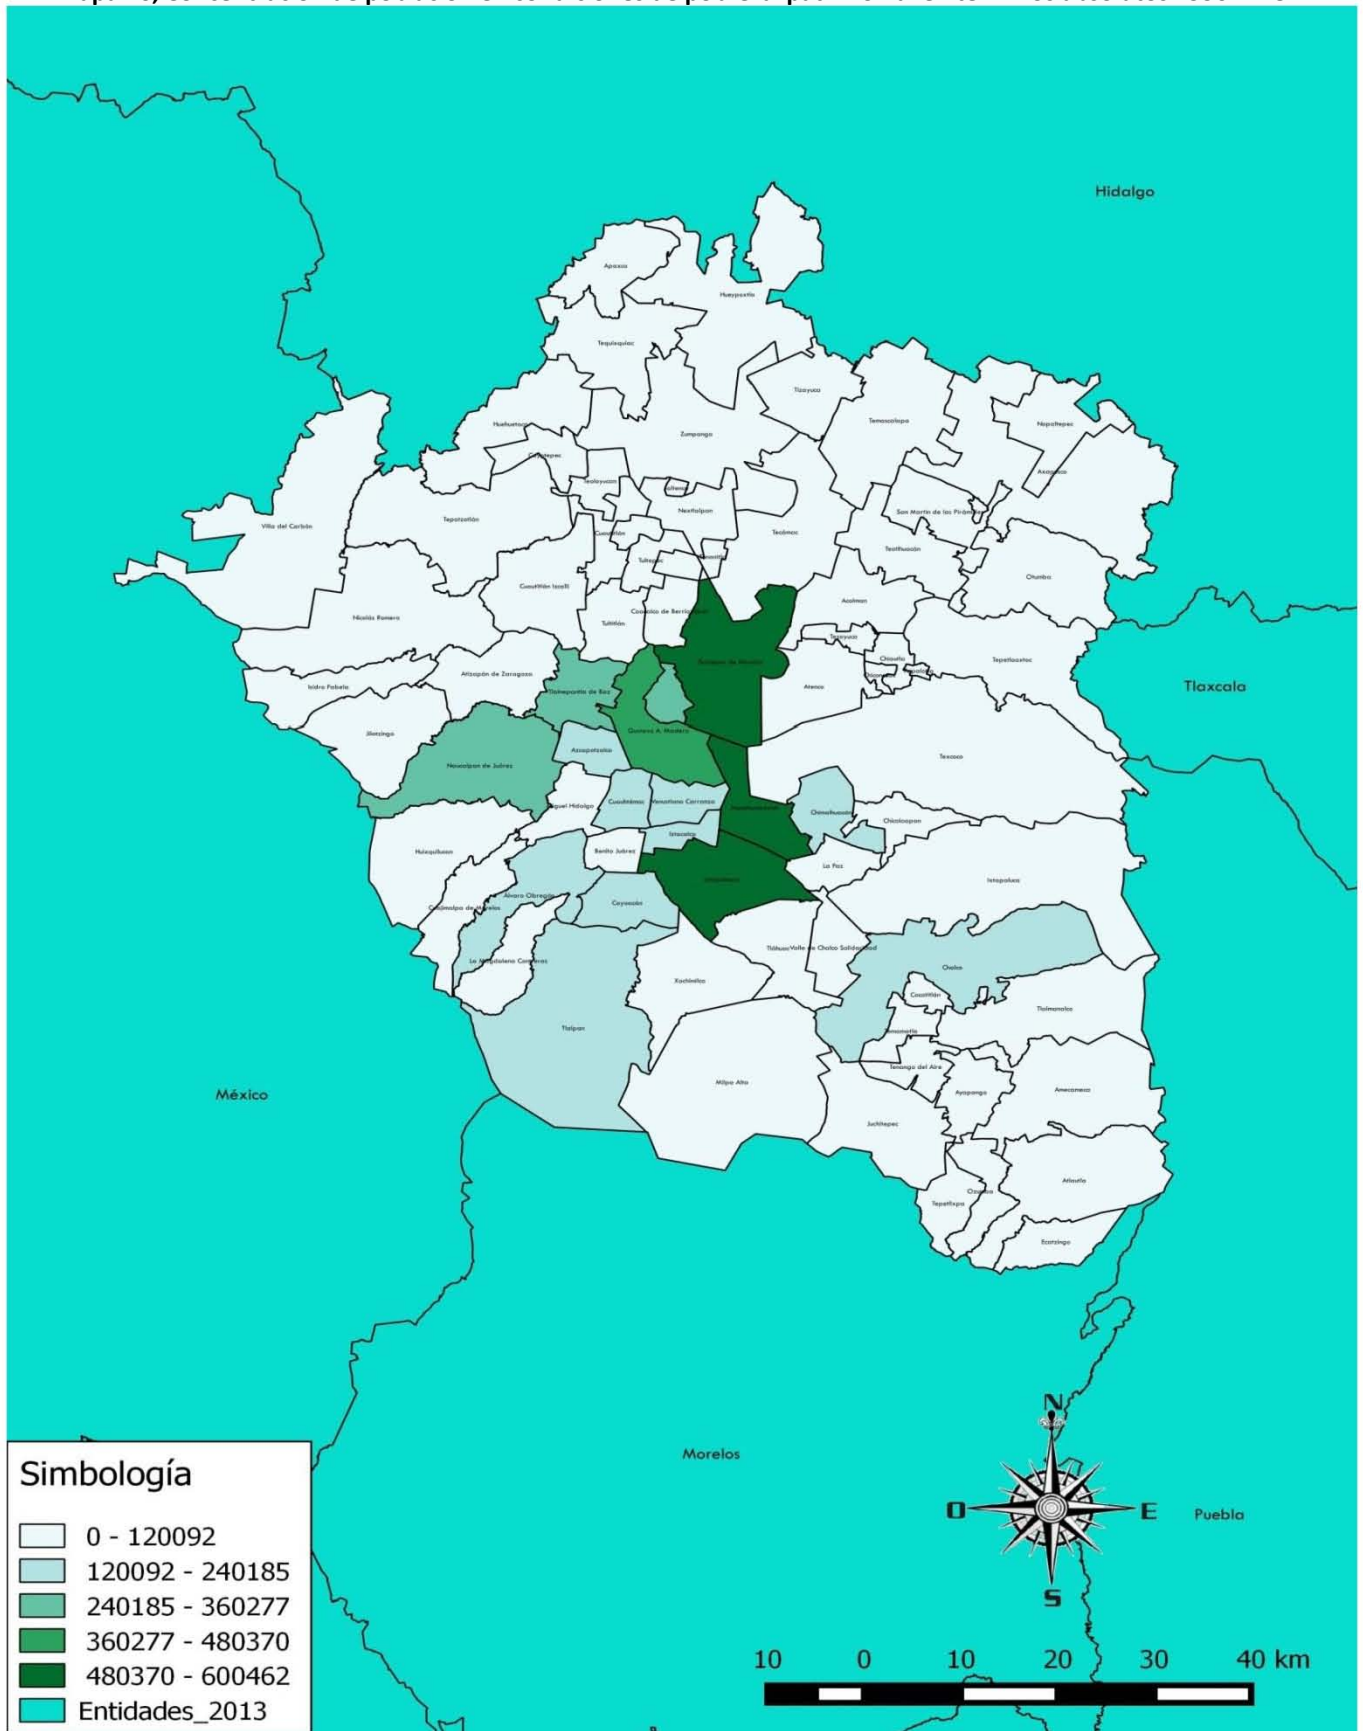 Hidalgo
Apaxco
Hueypoxtla
Tequixquiac
Tizayuca
Temascalapa
Nopaltepec
Huehuetoca
Zumpango
Coyotepec
Axapusco
Teoloyucan
Jaltenco
Villa del Carbón
Tepotzotlán
Nextlalpan
San Martín de las Pirámides
Cuautitlán
Tecámac
Teotihuacán
Tultepec
Otumba
Cuautitlán Izcalli
Acolman
Nicolás Romero
Coacalco de Berriozábal
Tultitlán
Tezoyuca
Chiautla
Tepetlaoxtoc
Atizapán de Zaragoza
Isidro Fabela
Tlalnepantla de Baz
Atenco
Tlaxcala
Jilotzingo
Gustavo A. Madero
Azcapotzalco
Texcoco
Naucalpan de Juárez
Miguel Hidalgo
Cuauhtémoc
Venustiano Carranza
Chimalhuacán
Chicoloapan
Iztacalco
Huixquilucan
Benito Juárez
La Paz
Ixtapaluca
Álvaro Obregón
Coyoacán
Cuajimalpa de Morelos
Tláhuac
Valle de Chalco Solidaridad
La Magdalena Contreras
Chalco
Xochimilco
Cocotitlán
Tlalmanalco
Tlalpan
Temamatla
Tenango del Aire
Milpa Alta
Ayapango
Amecameca
México
Juchitepec
Atlautla
Ozumba
Tepetlixpa
Ecatzingo
N
Morelos
O
E
Puebla
S
Simbología
0 - 120092
120092 - 240185
240185 - 360277
360277 - 480370
480370 - 600462
Entidades_2013
10 0 10 20 30 40 km